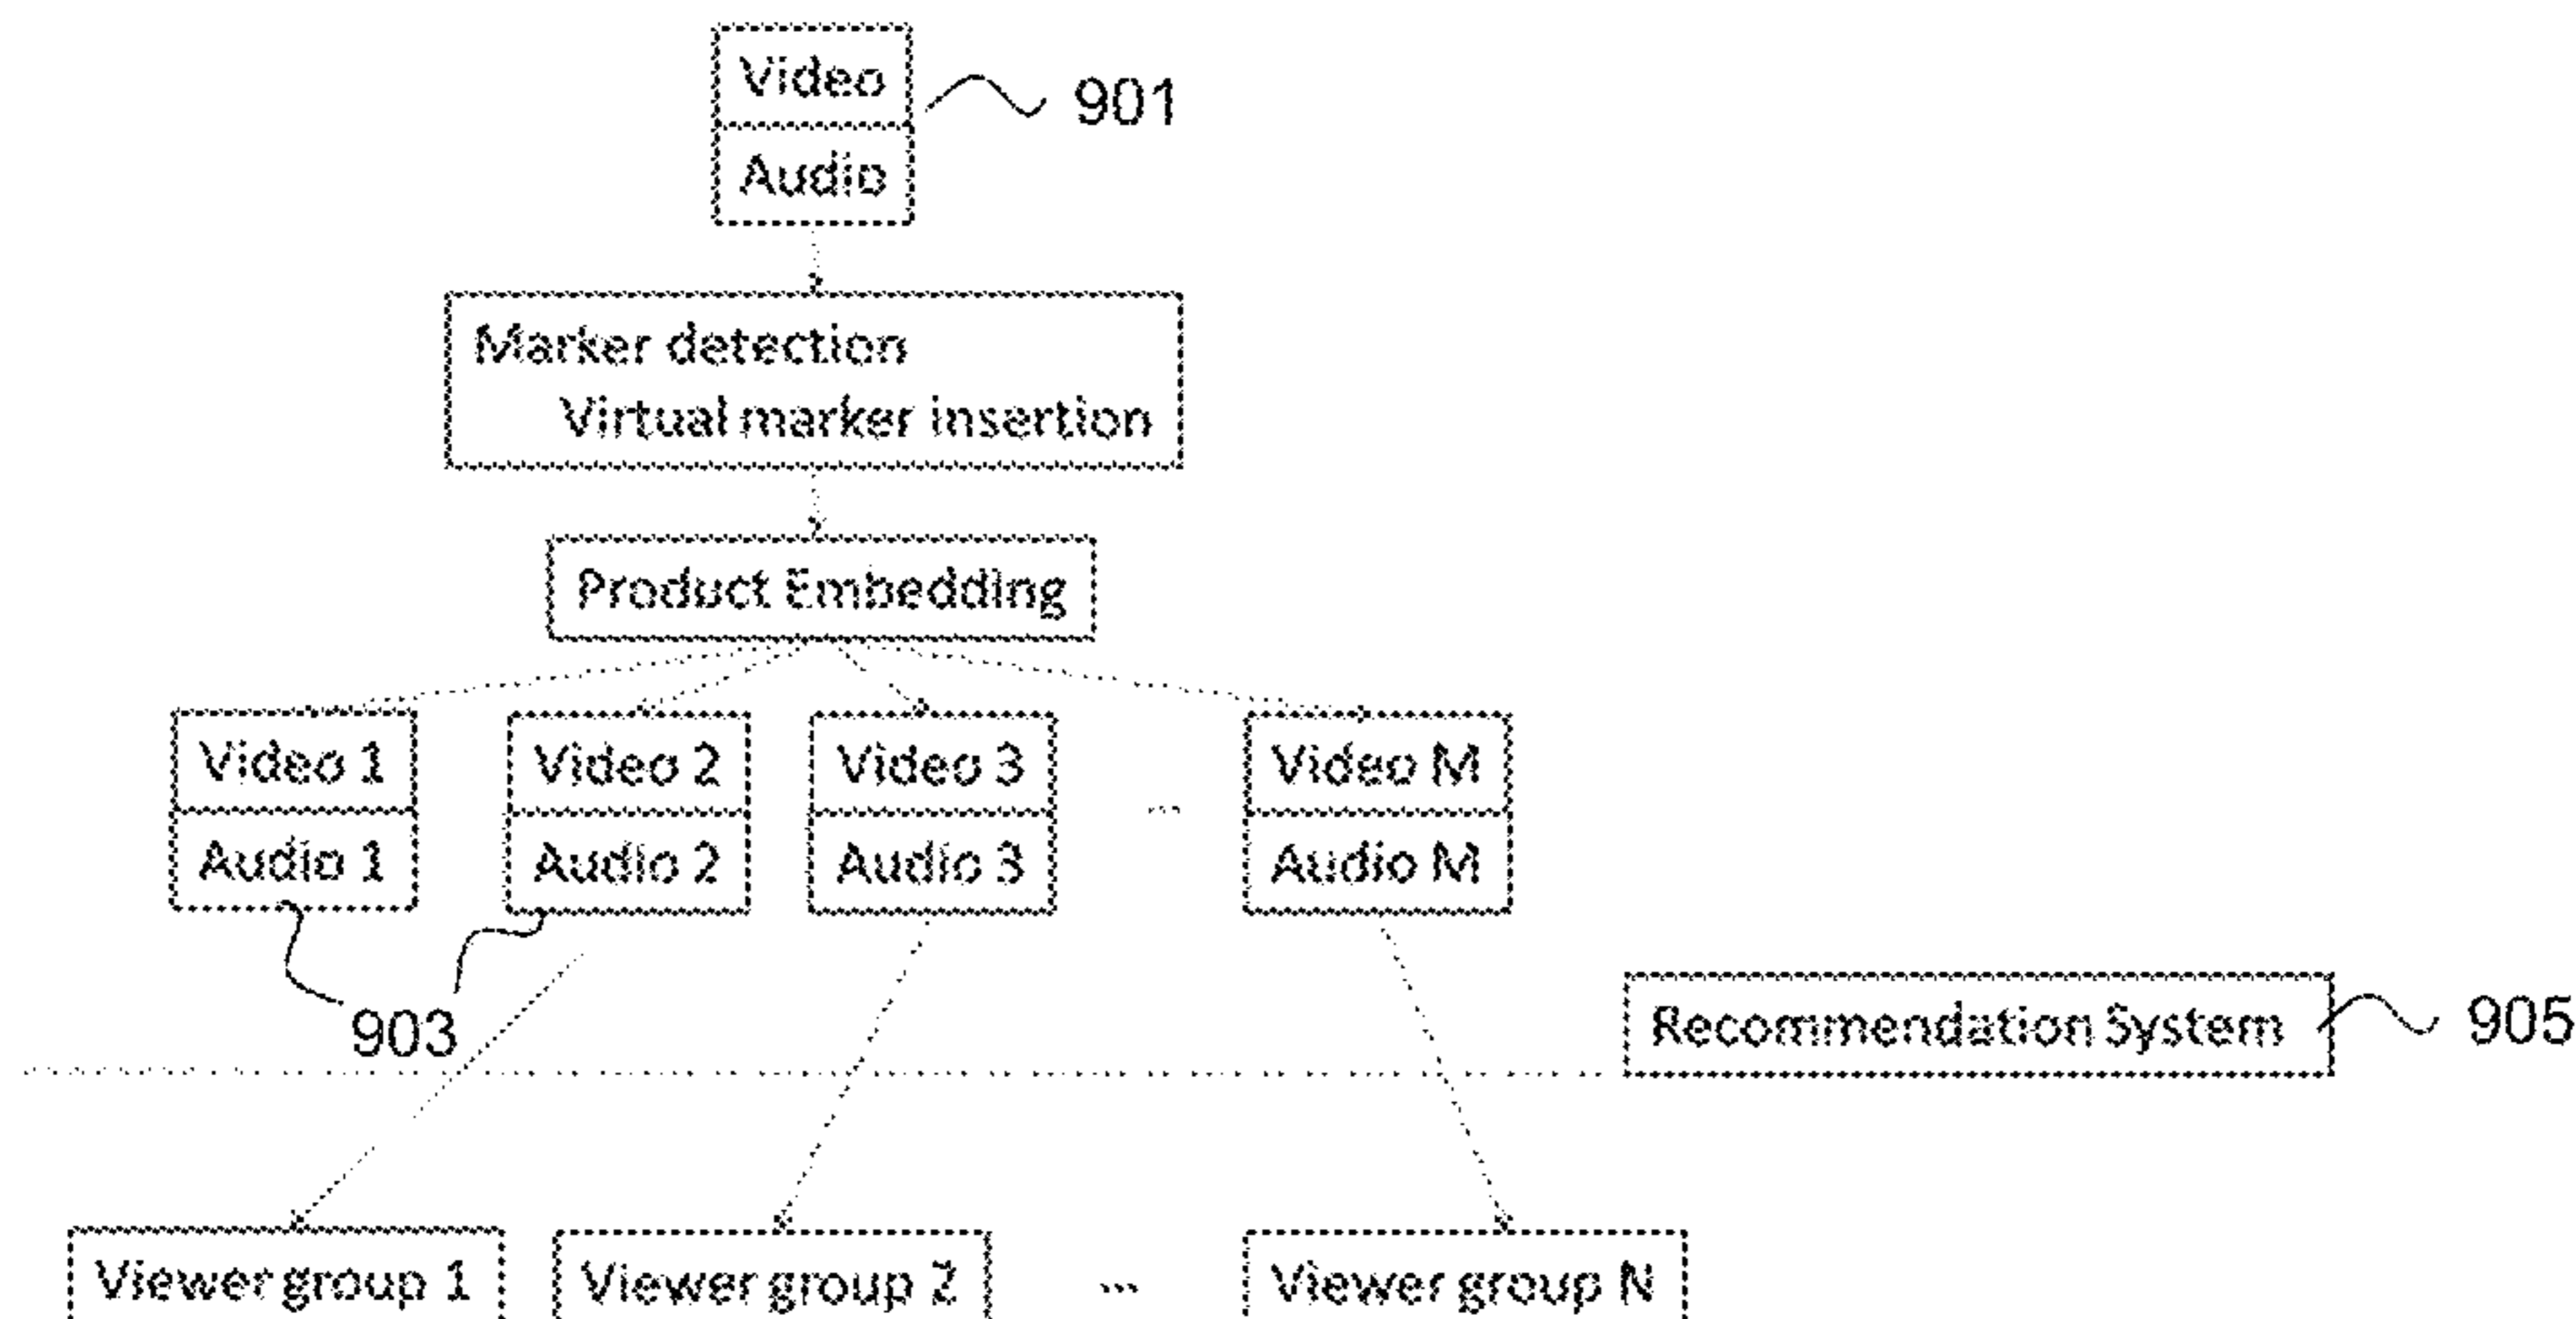 Video
901
Audio
Marker detection
Virtual marker insertion
Product Embedding
Video 1
Video 2
Video 3
...
Video M
Audio 1
Audio 2
Audio 3
Audio M
903
Recommendation System
905
Viewer group 1
Viewer group 2
...
Viewer group N